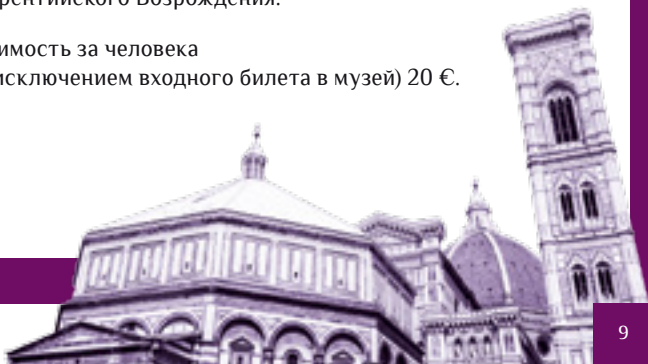 рентийского Возрождения.
имость за человека
исключением входного билета в музей) 20 €.
9